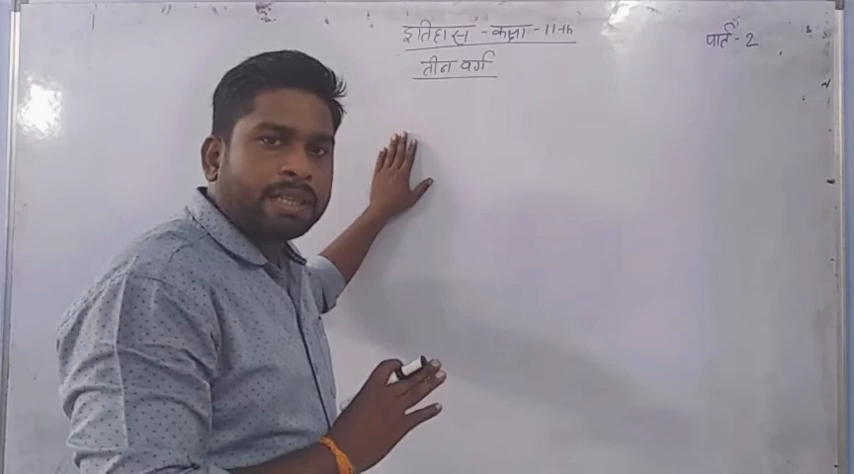 इतिहास - कक्षा - 11th
पार्ट - 2
तीन वर्ग